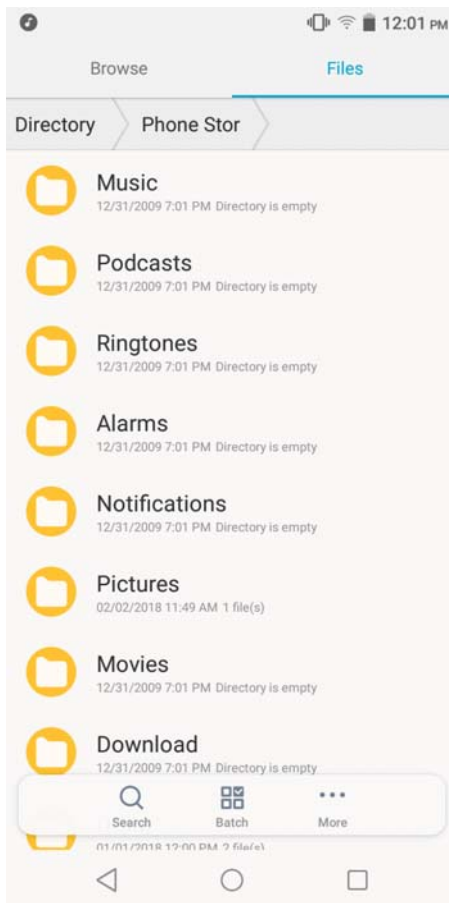 12:01 PM
Browse Files
Directory Phone Stor
Music
12/31/2009 7:01 PM Directory is empty
Podcasts
12/31/2009 7:01 PM Directory is empty
Ringtones
12/31/2009 7:01 PM Directory is empty
Alarms
12/31/2009 7:01 PM Directory is empty
Notifications
12/31/2009 7:01 PM Directory is empty
Pictures
02/02/2018 11:49 AM 1 file(s)
Movies
12/31/2009 7:01 PM Directory is empty
Download
12/31/2009 7:01 PM Directory is empty
Search Batch More
01/01/2018 12:00 PM 2 file(s)